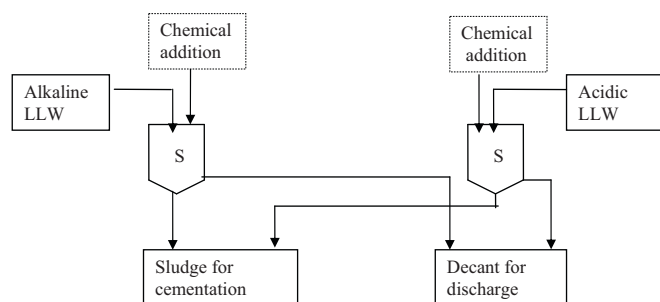 Chemical
addition
Chemical
addition
Alkaline
LLW
Acidic
LLW
S
S
Sludge for
cementation
Decant for
discharge